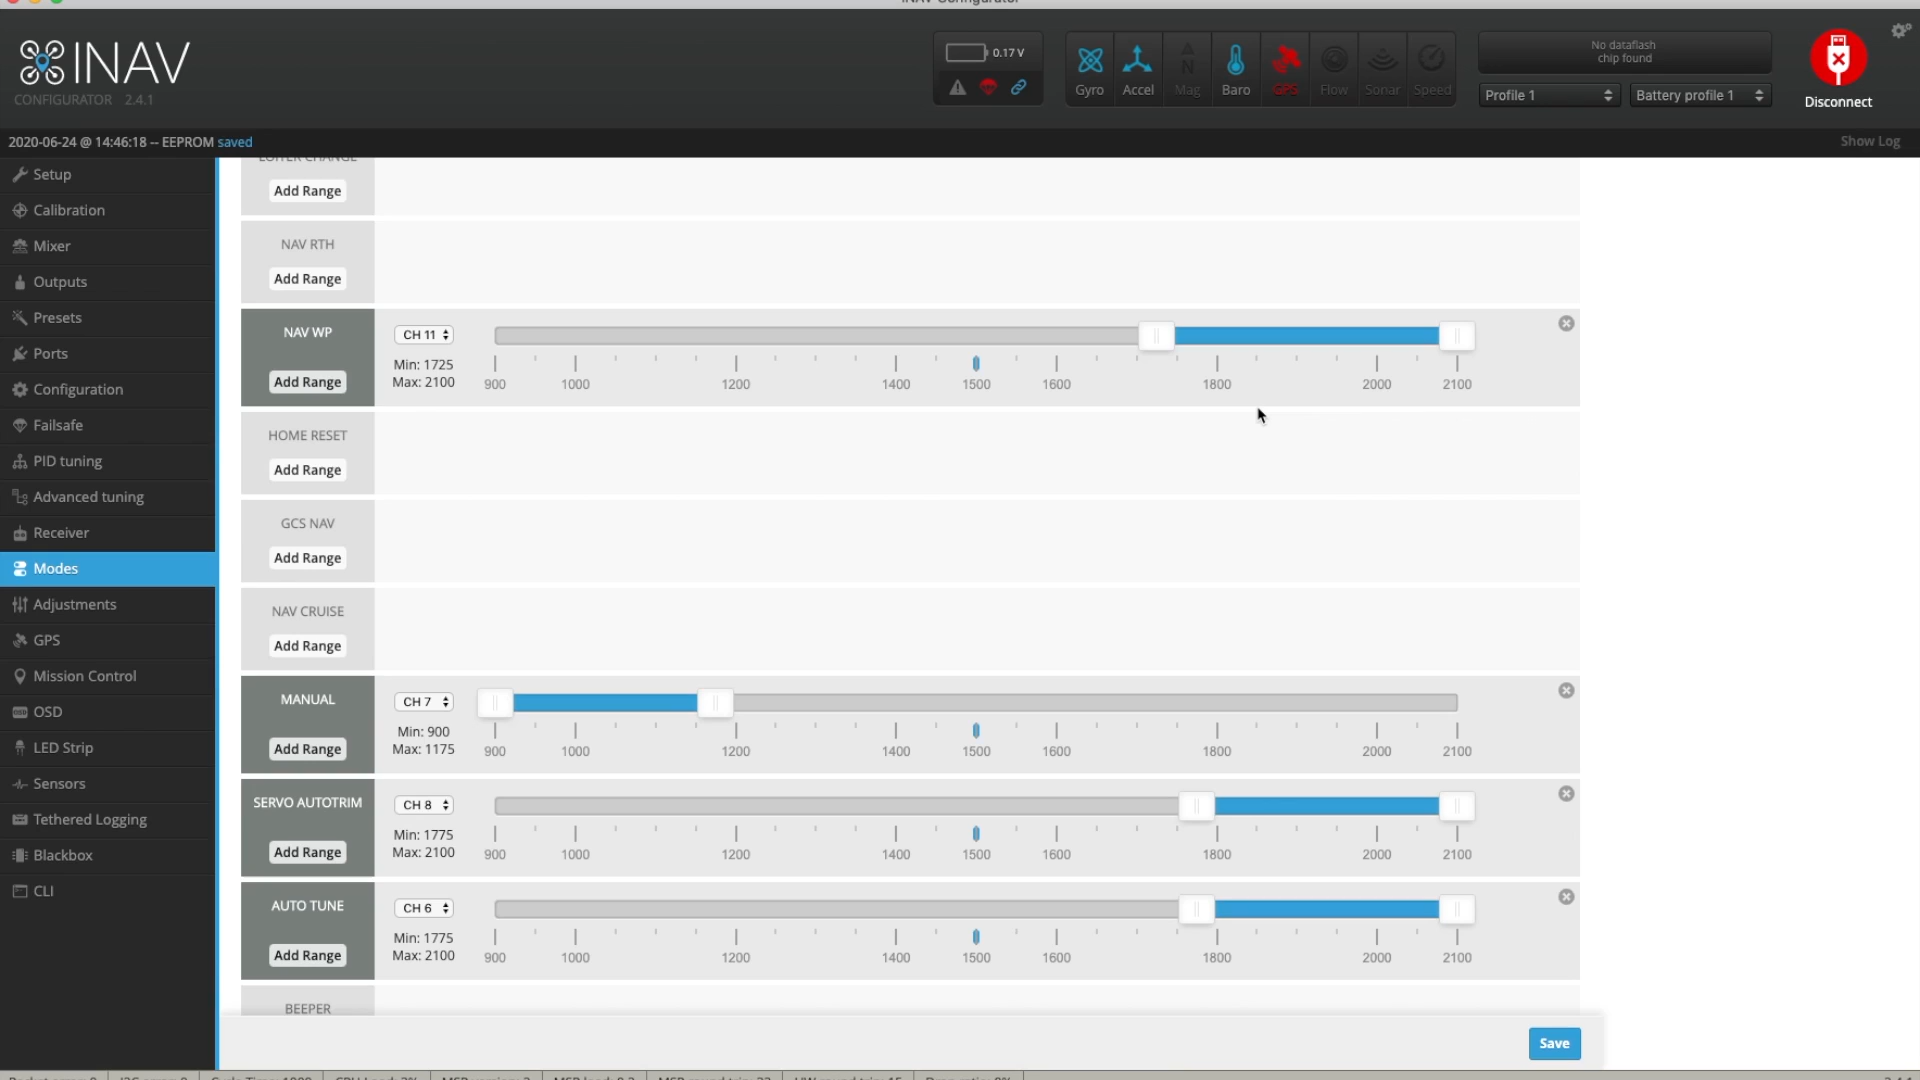 INAV
CONFIGURATOR 2.4.1
0.17 V
Gyro
Accel
Mag
Baro
GPS
Flow
Sonar
Speed
No dataflash
chip found
Profile 1
Battery profile 1
Disconnect
2020-06-24 @ 14:46:18 -- EEPROM saved
Show Log
Setup
Calibration
Mixer
Outputs
Presets
Ports
Configuration
Failsafe
PID tuning
Advanced tuning
Receiver
Modes
Adjustments
GPS
Mission Control
OSD
LED Strip
Sensors
Tethered Logging
Blackbox
CLI
LOITER CHANGE
Add Range
NAV RTH
Add Range
NAV WP
Add Range
CH 11
Min: 1725
Max: 2100
900 1000 1200 1400 1500 1600 1800 2000 2100
HOME RESET
Add Range
GCS NAV
Add Range
NAV CRUISE
Add Range
MANUAL
Add Range
CH 7
Min: 900
Max: 1175
900 1000 1200 1400 1500 1600 1800 2000 2100
SERVO AUTOTRIM
Add Range
CH 8
Min: 1775
Max: 2100
900 1000 1200 1400 1500 1600 1800 2000 2100
AUTO TUNE
Add Range
CH 6
Min: 1775
Max: 2100
900 1000 1200 1400 1500 1600 1800 2000 2100
BEEPER
Save